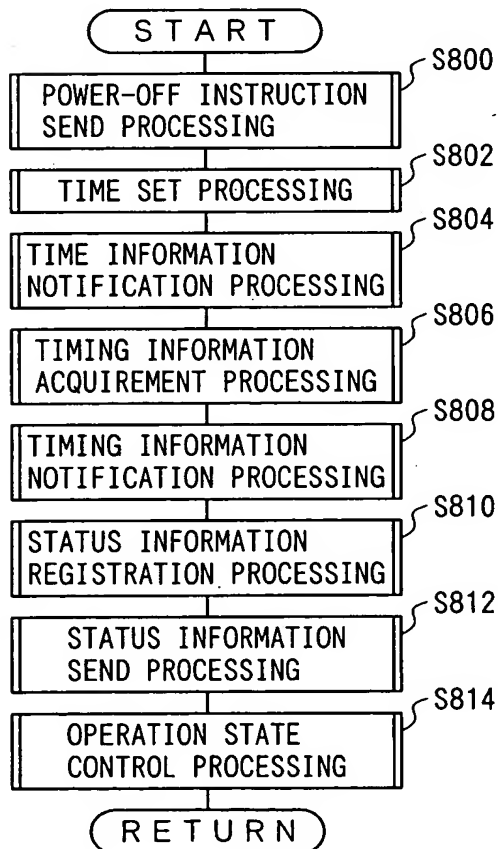 START
S800
POWER-OFF INSTRUCTION
SEND PROCESSING
S802
TIME SET PROCESSING
S804
TIME INFORMATION
NOTIFICATION PROCESSING
S806
TIMING INFORMATION
ACQUIREMENT PROCESSING
S808
TIMING INFORMATION
NOTIFICATION PROCESSING
S810
STATUS INFORMATION
REGISTRATION PROCESSING
S812
STATUS INFORMATION
SEND PROCESSING
S814
OPERATION STATE
CONTROL PROCESSING
RETURN